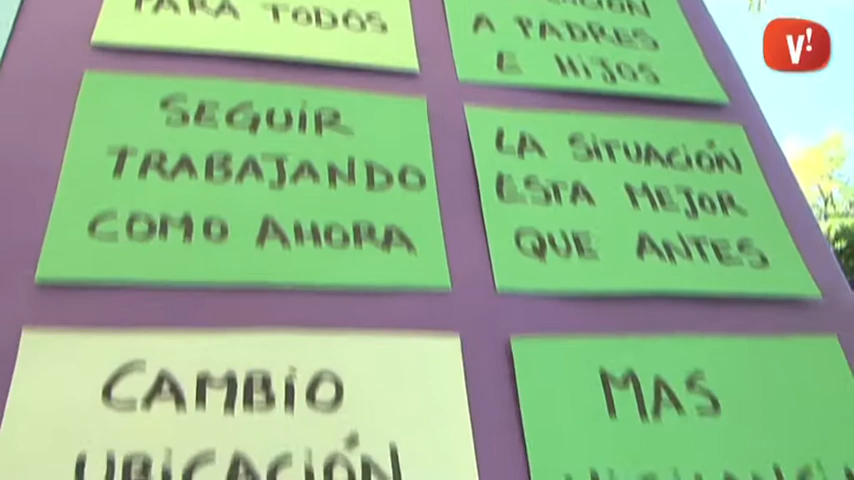 PARA TODOS
A PADRES
E HIJOS
SEGUIR
TRABAJANDO
COMO AHORA
LA SITUACIÓN
ESTA MEJOR
QUE ANTES
CAMBIO
UBICACIÓN
MAS
V!